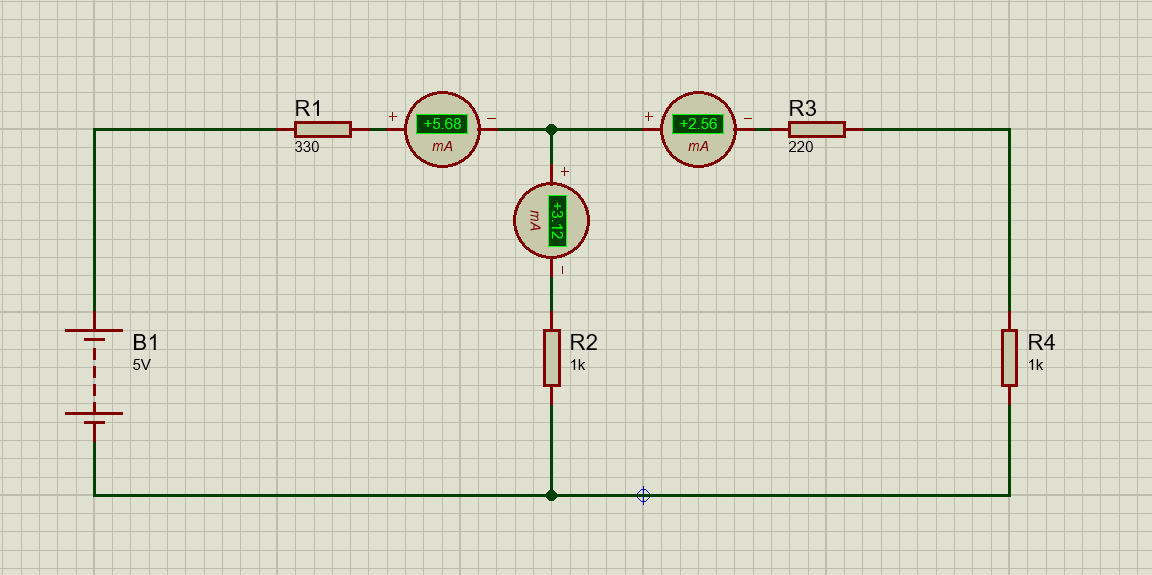 R1
330
+
+5.68
mA
−
+
+2.56
mA
−
R3
220
+
+3.12
mA
−
B1
5V
R2
1k
R4
1k